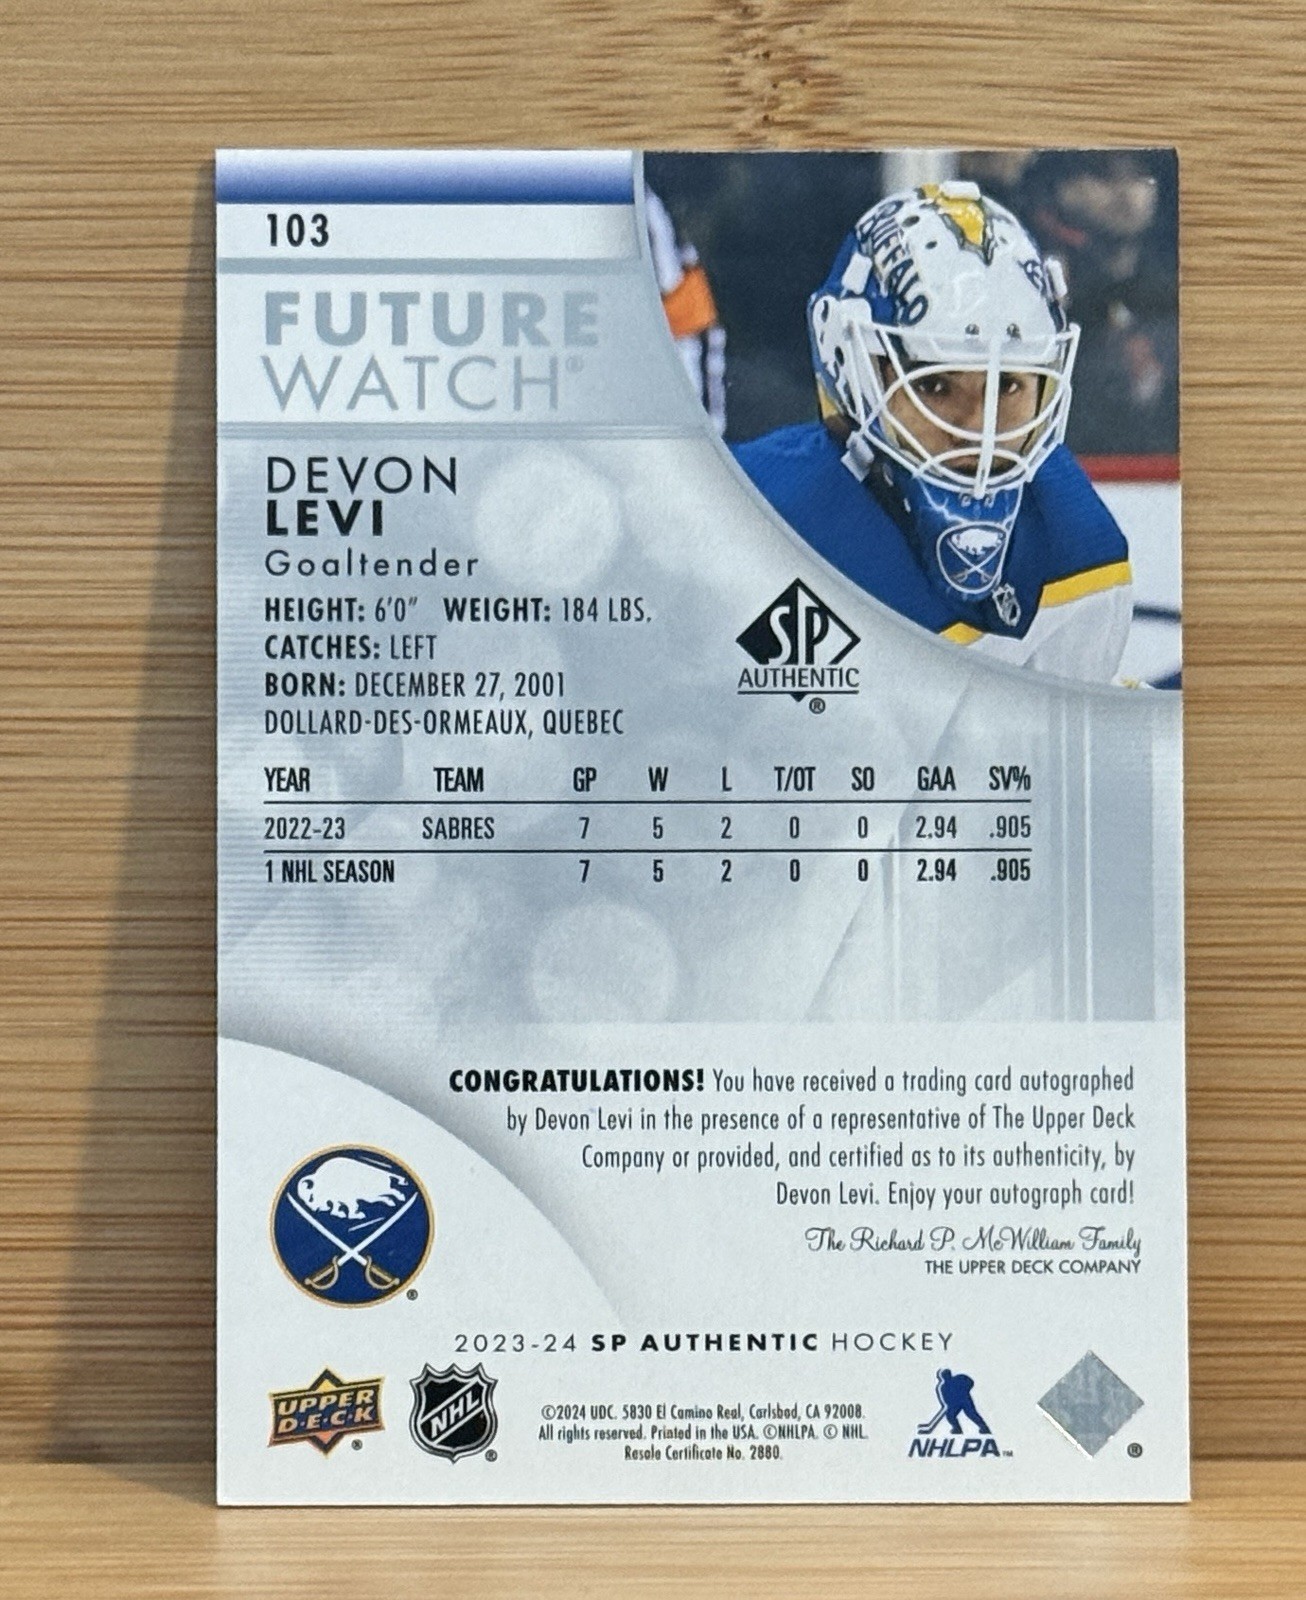 103
FUTURE
WATCH®
BUFFALO
DEVON
LEVI
Goaltender
HEIGHT: 6'0" WEIGHT: 184 LBS.
CATCHES: LEFT
BORN: DECEMBER 27, 2001
DOLLARD-DES-ORMEAUX, QUEBEC
SP
AUTHENTIC
®
YEAR TEAM GP W L T/OT SO GAA SV%
2022-23 SABRES 7 5 2 0 0 2.94 .905
1 NHL SEASON 7 5 2 0 0 2.94 .905
CONGRATULATIONS! You have received a trading card autographed
by Devon Levi in the presence of a representative of The Upper Deck
Company or provided, and certified as to its authenticity, by
Devon Levi. Enjoy your autograph card!
The Richard P. McWilliam Family
THE UPPER DECK COMPANY
®
2023-24 SP AUTHENTIC HOCKEY
UPPER
D·E·C·K
®
NHL
®
©2024 UDC. 5830 El Camino Real, Carlsbad, CA 92008.
All rights reserved. Printed in the USA. ©NHLPA. © NHL.
Resale Certificate No. 2880.
NHLPA™
®